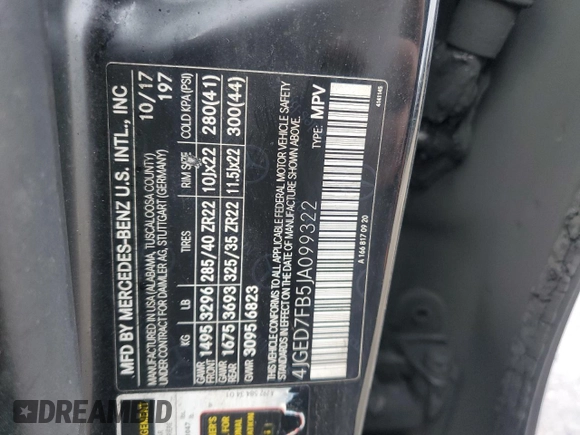 MFD BY MERCEDES-BENZ U.S. INTL., INC
MANUFACTURED IN USA (ALABAMA, TUSCALOOSA COUNTY)
UNDER CONTRACT FOR DAIMLER AG, STUTTGART (GERMANY)
10/17
197
KG LB TIRES RIM SIZE COLD KPA (PSI)
GAWR FRONT 1495 3296 285/40 ZR22 10Jx22 280(41)
GAWR REAR 1675 3693 325/35 ZR22 11.5Jx22 300(44)
GVWR 3095 6823
THIS VEHICLE CONFORMS TO ALL APPLICABLE FEDERAL MOTOR VEHICLE SAFETY
STANDARDS IN EFFECT ON THE DATE OF MANUFACTURE SHOWN ABOVE.
4JGED7FB5JA099322 TYPE: MPV
A 166 817 09 20
DREAMBID